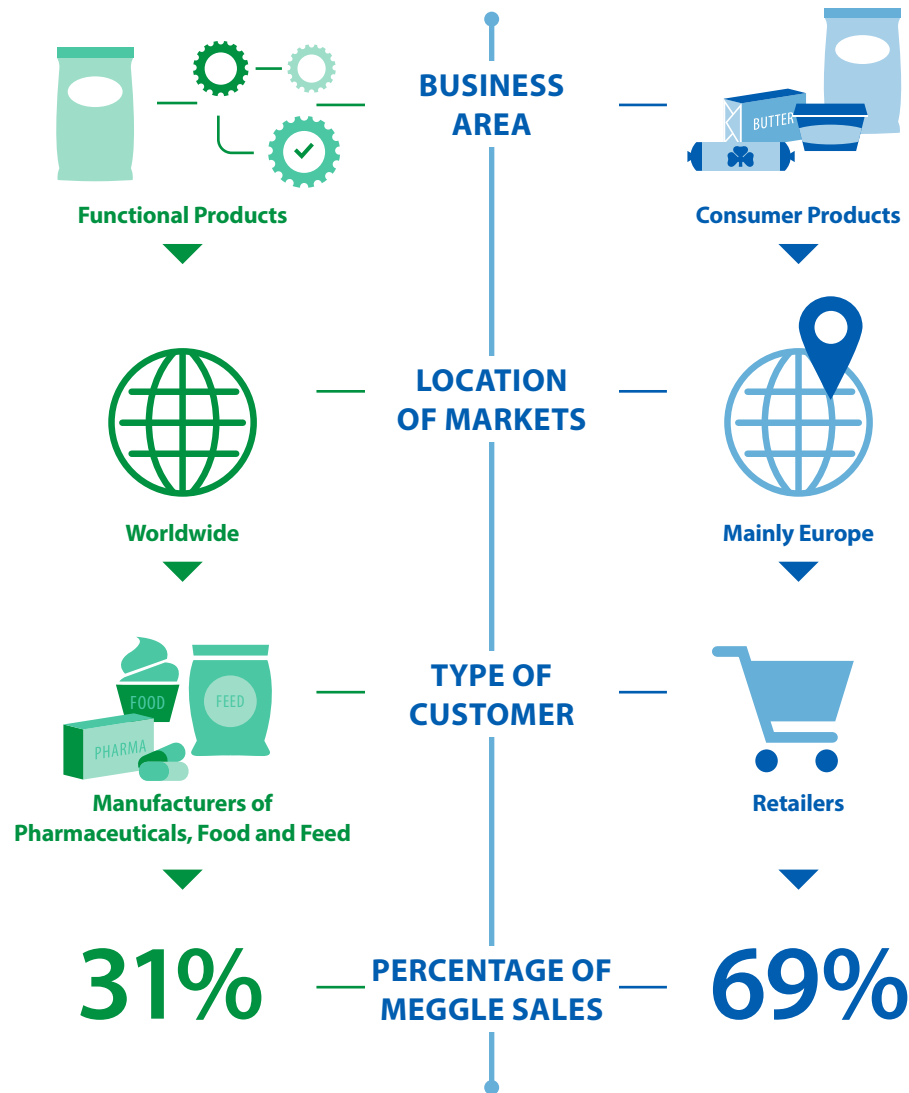 BUSINESS
AREA
BUTTER
Functional Products
Consumer Products
LOCATION
OF MARKETS
Worldwide
Mainly Europe
FOOD
FEED
PHARMA
TYPE OF
CUSTOMER
Manufacturers of
Pharmaceuticals, Food and Feed
Retailers
31%
PERCENTAGE OF
MEGGLE SALES
69%